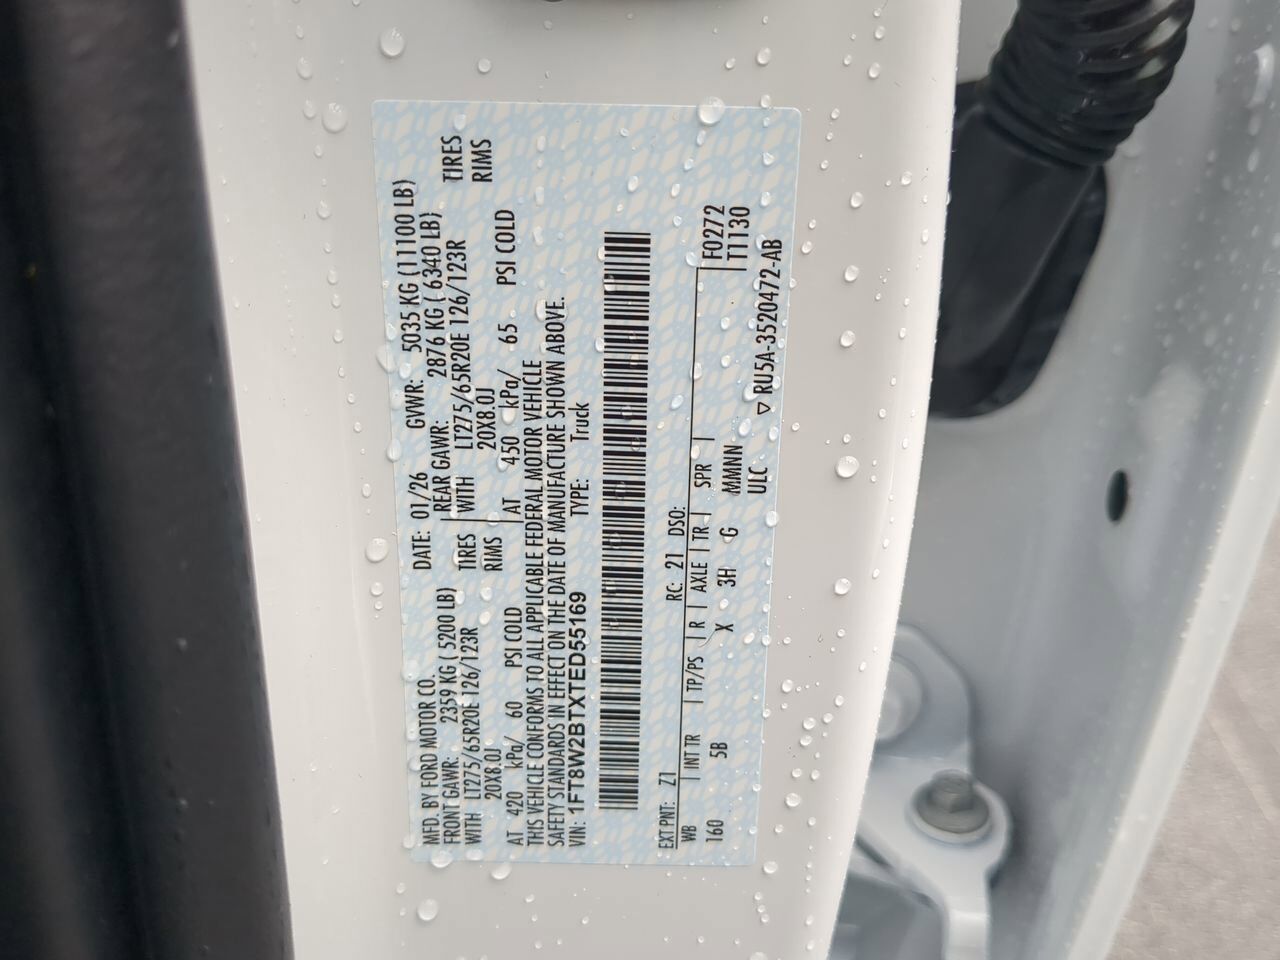 MFD. BY FORD MOTOR CO.
DATE: 01/26 GVWR: 5035 KG (11100 LB)
FRONT GAWR: 2359 KG ( 5200 LB) REAR GAWR: 2876 KG ( 6340 LB)
WITH LT275/65R20E 126/123R TIRES WITH LT275/65R20E 126/123R TIRES
20X8.0J RIMS 20X8.0J RIMS
AT 420 kPa/ 60 PSI COLD AT 450 kPa/ 65 PSI COLD
THIS VEHICLE CONFORMS TO ALL APPLICABLE FEDERAL MOTOR VEHICLE
SAFETY STANDARDS IN EFFECT ON THE DATE OF MANUFACTURE SHOWN ABOVE.
VIN: 1FT8W2BTXTED55169 TYPE: Truck
EXT PNT: Z1 RC: 21 DSO:
WB INT TR TP/PS R AXLE TR SPR F0272
160 5B X 3H G MMMNN T1130
ULC
▽ RU5A-3520472-AB